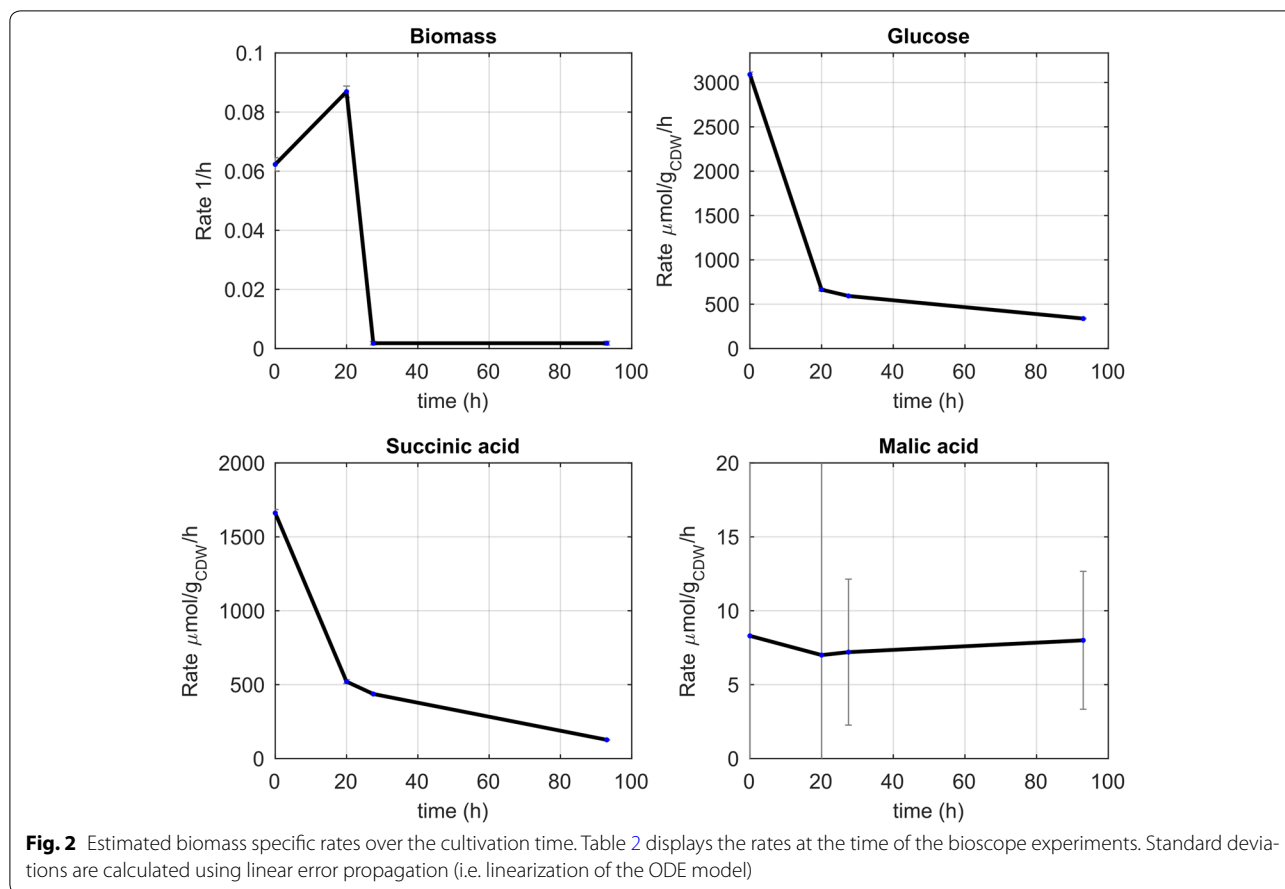 Biomass
0.1
0.08
0.06
0.04
0.02
0
Rate 1/h
0 20 40 60 80 100
time (h)
Glucose
3000
2500
2000
1500
1000
500
0
Rate μmol/gCDW/h
0 20 40 60 80 100
time (h)
Succinic acid
2000
1500
1000
500
0
Rate μmol/gCDW/h
0 20 40 60 80 100
time (h)
Malic acid
20
15
10
5
0
Rate μmol/gCDW/h
0 20 40 60 80 100
time (h)
Fig. 2 Estimated biomass specific rates over the cultivation time. Table 2 displays the rates at the time of the bioscope experiments. Standard devia-
tions are calculated using linear error propagation (i.e. linearization of the ODE model)